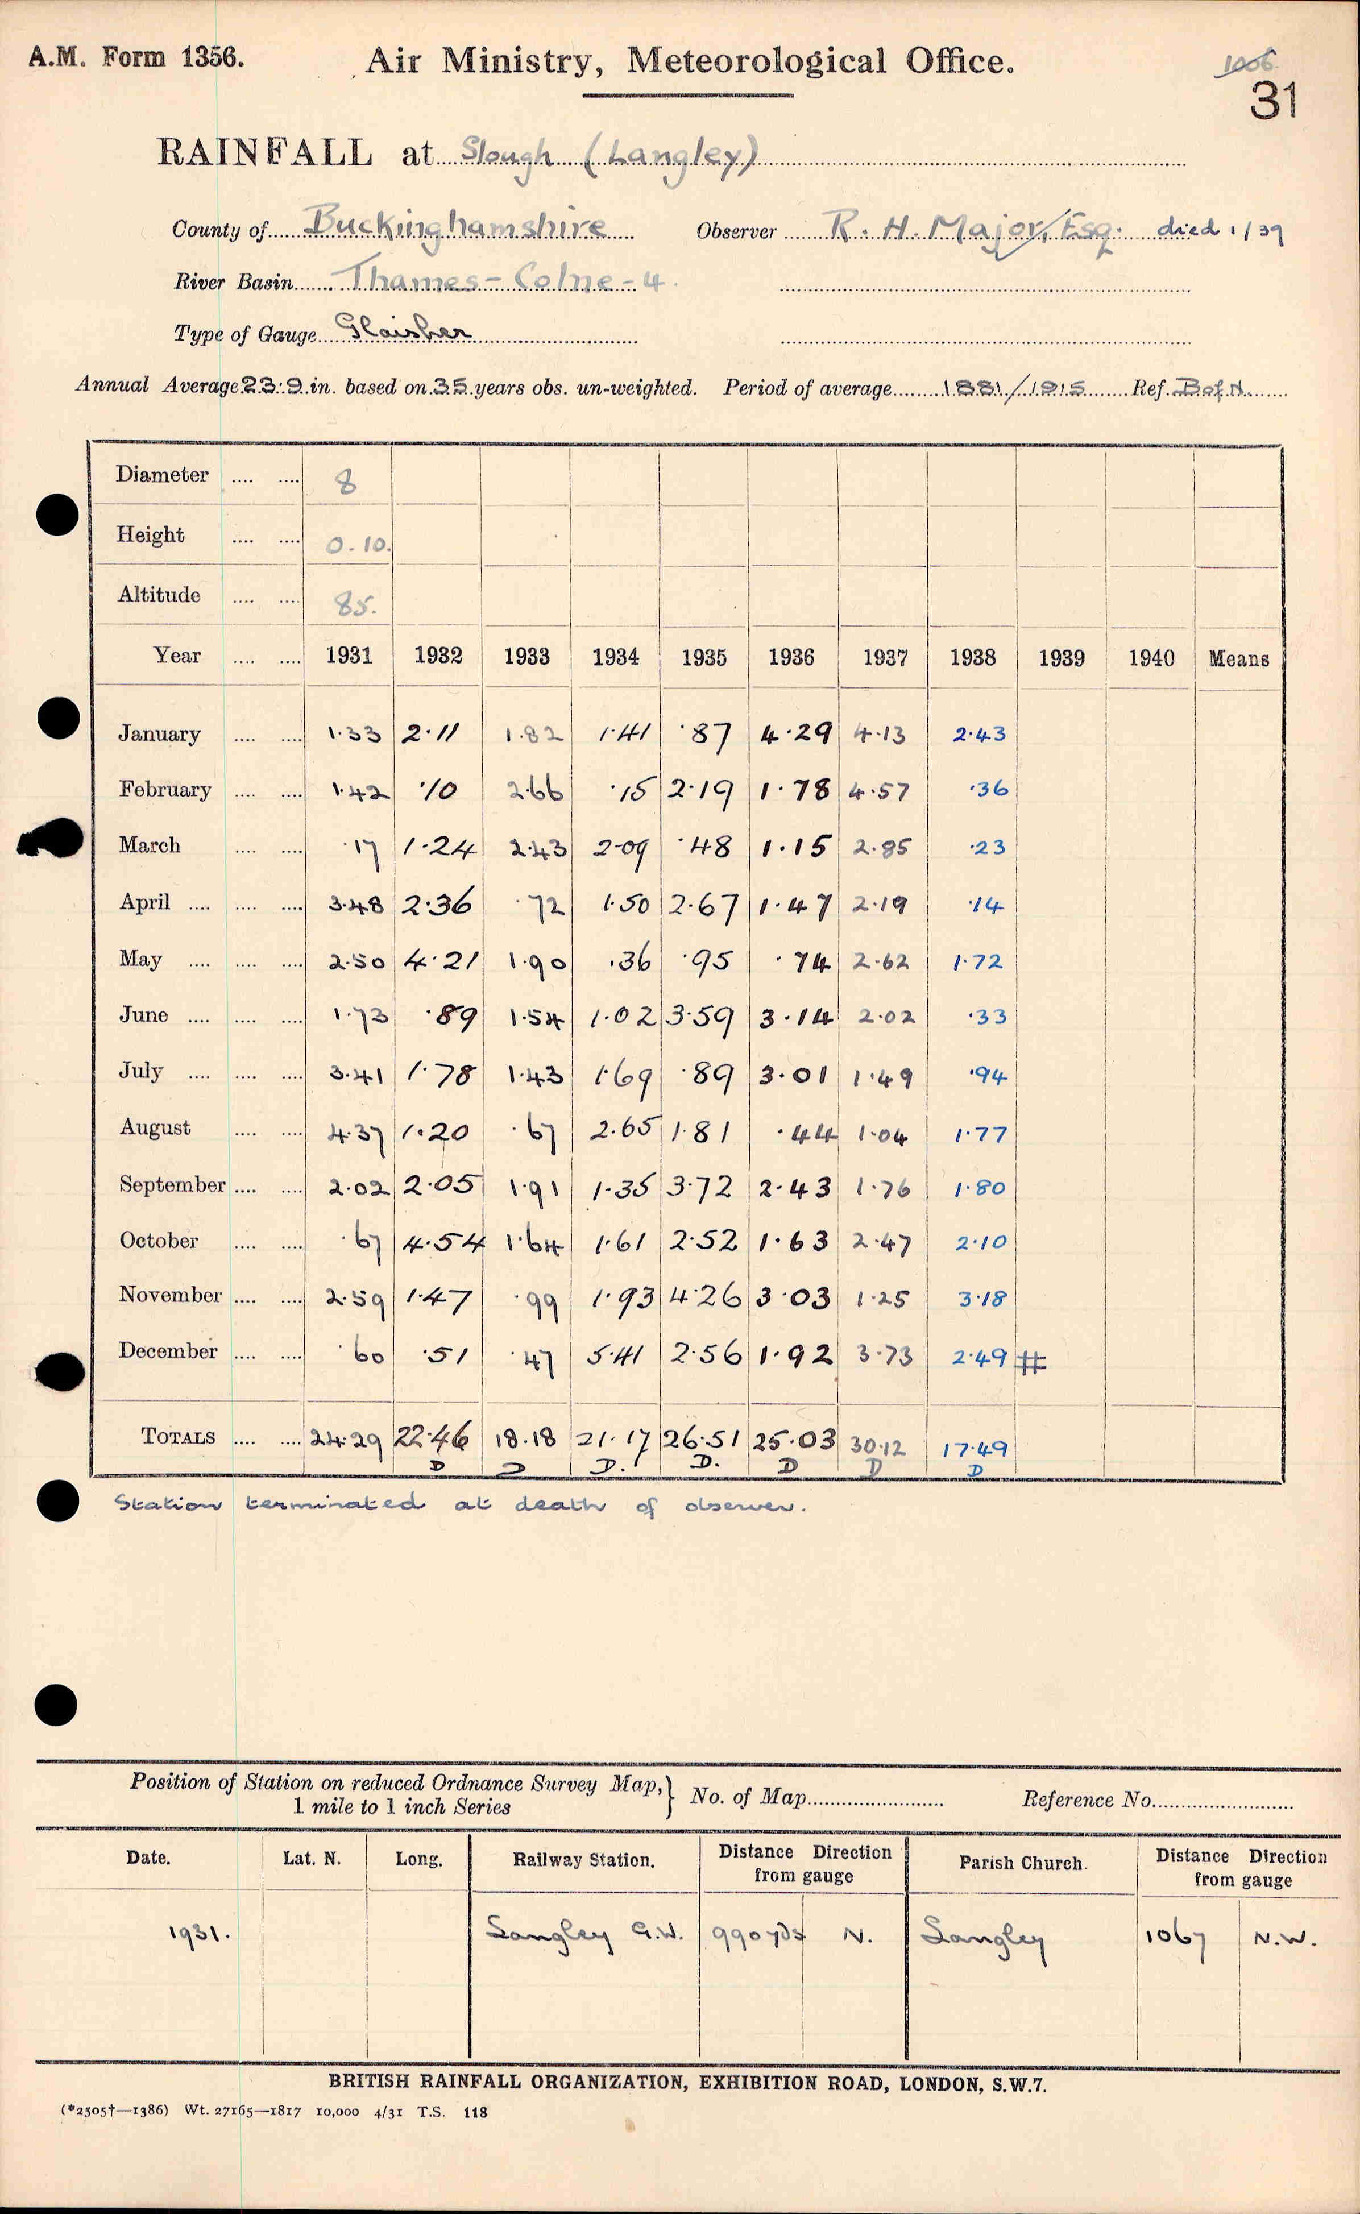 A.M. Form 1356. Air Ministry, Meteorological Office. 1006
31
RAINFALL at Slough (Langley)
County of Buckinghamshire Observer R. H. Major, Esq. died 1/39
River Basin Thames-Colne-4.
Type of Gauge Glaisher
Annual Average 23.9 in. based on 35 years obs. un-weighted. Period of average 1881/1915 Ref. B of N.
Diameter .... .... 8
Height .... .... 0.10.
Altitude .... .... 85.
Year .... .... 1931 1932 1933 1934 1935 1936 1937 1938 1939 1940 Means
January .... .... 1.33 2.11 1.82 1.41 .87 4.29 4.13 2.43
February .... .... 1.42 .10 2.66 .15 2.19 1.78 4.57 .36
March .... .... .17 1.24 2.43 2.09 .48 1.15 2.85 .23
April .... .... .... 3.48 2.36 .72 1.50 2.67 1.47 2.19 .14
May .... .... .... 2.50 4.21 1.90 .36 .95 .74 2.62 1.72
June .... .... .... 1.73 .89 1.54 1.02 3.59 3.14 2.02 .33
July .... .... .... 3.41 1.78 1.43 1.69 .89 3.01 1.49 .94
August .... .... 4.37 1.20 .67 2.65 1.81 .44 1.04 1.77
September .... .... 2.02 2.05 1.91 1.35 3.72 2.43 1.76 1.80
October .... .... .67 4.54 1.64 1.61 2.52 1.63 2.47 2.10
November .... .... 2.59 1.47 .99 1.93 4.26 3.03 1.25 3.18
December .... .... .60 .51 .47 5.41 2.56 1.92 3.73 2.49 #
TOTALS .... .... 24.29 22.46 18.18 21.17 26.51 25.03 30.12 17.49
D D D. D. D D D
Station terminated at death of observer.
Position of Station on reduced Ordnance Survey Map, } No. of Map Reference No.
1 mile to 1 inch Series
Date. Lat. N. Long. Railway Station. Distance Direction from gauge Parish Church. Distance Direction from gauge
1931. Langley G.W. 990 yds N. Langley 1067 N.W.
BRITISH RAINFALL ORGANIZATION, EXHIBITION ROAD, LONDON, S.W.7.
(*2505†—1386) Wt. 27165—1817 10,000 4/31 T.S. 118